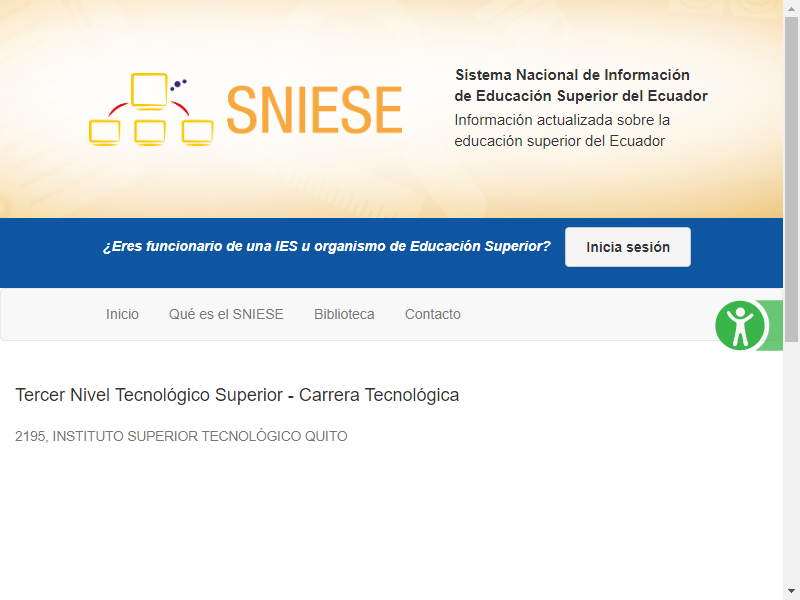 SNIESE
Sistema Nacional de Información
de Educación Superior del Ecuador
Información actualizada sobre la
educación superior del Ecuador
¿Eres funcionario de una IES u organismo de Educación Superior?
Inicia sesión
Inicio
Qué es el SNIESE
Biblioteca
Contacto
Tercer Nivel Tecnológico Superior - Carrera Tecnológica
2195, INSTITUTO SUPERIOR TECNOLÓGICO QUITO